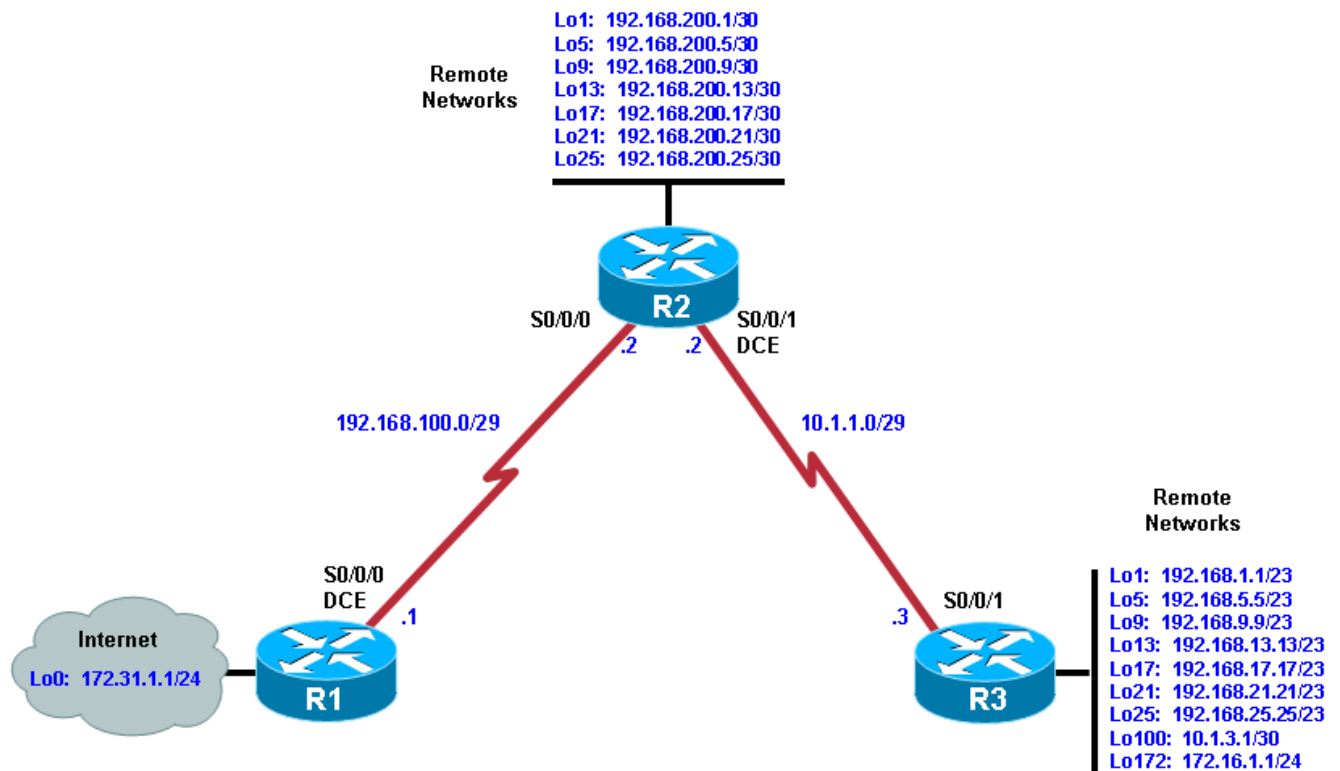 Lo1: 192.168.200.1/30
Lo5: 192.168.200.5/30
Lo9: 192.168.200.9/30
Lo13: 192.168.200.13/30
Lo17: 192.168.200.17/30
Lo21: 192.168.200.21/30
Lo25: 192.168.200.25/30
Remote
Networks
R2
S0/0/0
S0/0/1
DCE
.2
.2
192.168.100.0/29
10.1.1.0/29
S0/0/0
DCE
.1
Internet
Lo0: 172.31.1.1/24
R1
.3
S0/0/1
R3
Remote
Networks
Lo1: 192.168.1.1/23
Lo5: 192.168.5.5/23
Lo9: 192.168.9.9/23
Lo13: 192.168.13.13/23
Lo17: 192.168.17.17/23
Lo21: 192.168.21.21/23
Lo25: 192.168.25.25/23
Lo100: 10.1.3.1/30
Lo172: 172.16.1.1/24